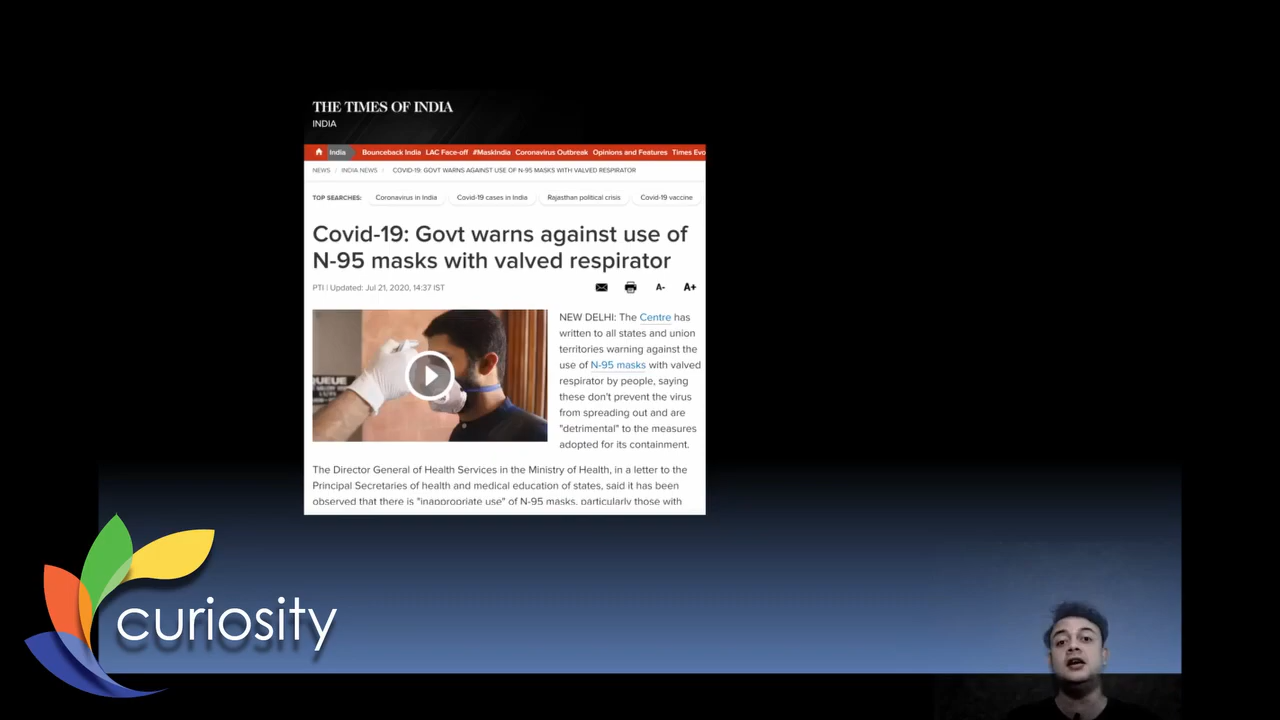 THE TIMES OF INDIA
INDIA
India Bounceback India LAC Face-off #MaskIndia Coronavirus Outbreak Opinions and Features Times Evo
NEWS / INDIA NEWS / COVID-19: GOVT WARNS AGAINST USE OF N-95 MASKS WITH VALVED RESPIRATOR
TOP SEARCHES: Coronavirus in India Covid-19 cases in India Rajasthan political crisis Covid-19 vaccine
Covid-19: Govt warns against use of
N-95 masks with valved respirator
PTI | Updated: Jul 21, 2020, 14:37 IST
A- A+
QUEUE
NEW DELHI: The Centre has
written to all states and union
territories warning against the
use of N-95 masks with valved
respirator by people, saying
these don't prevent the virus
from spreading out and are
"detrimental" to the measures
adopted for its containment.
The Director General of Health Services in the Ministry of Health, in a letter to the
Principal Secretaries of health and medical education of states, said it has been
observed that there is "inappropriate use" of N-95 masks, particularly those with
curiosity